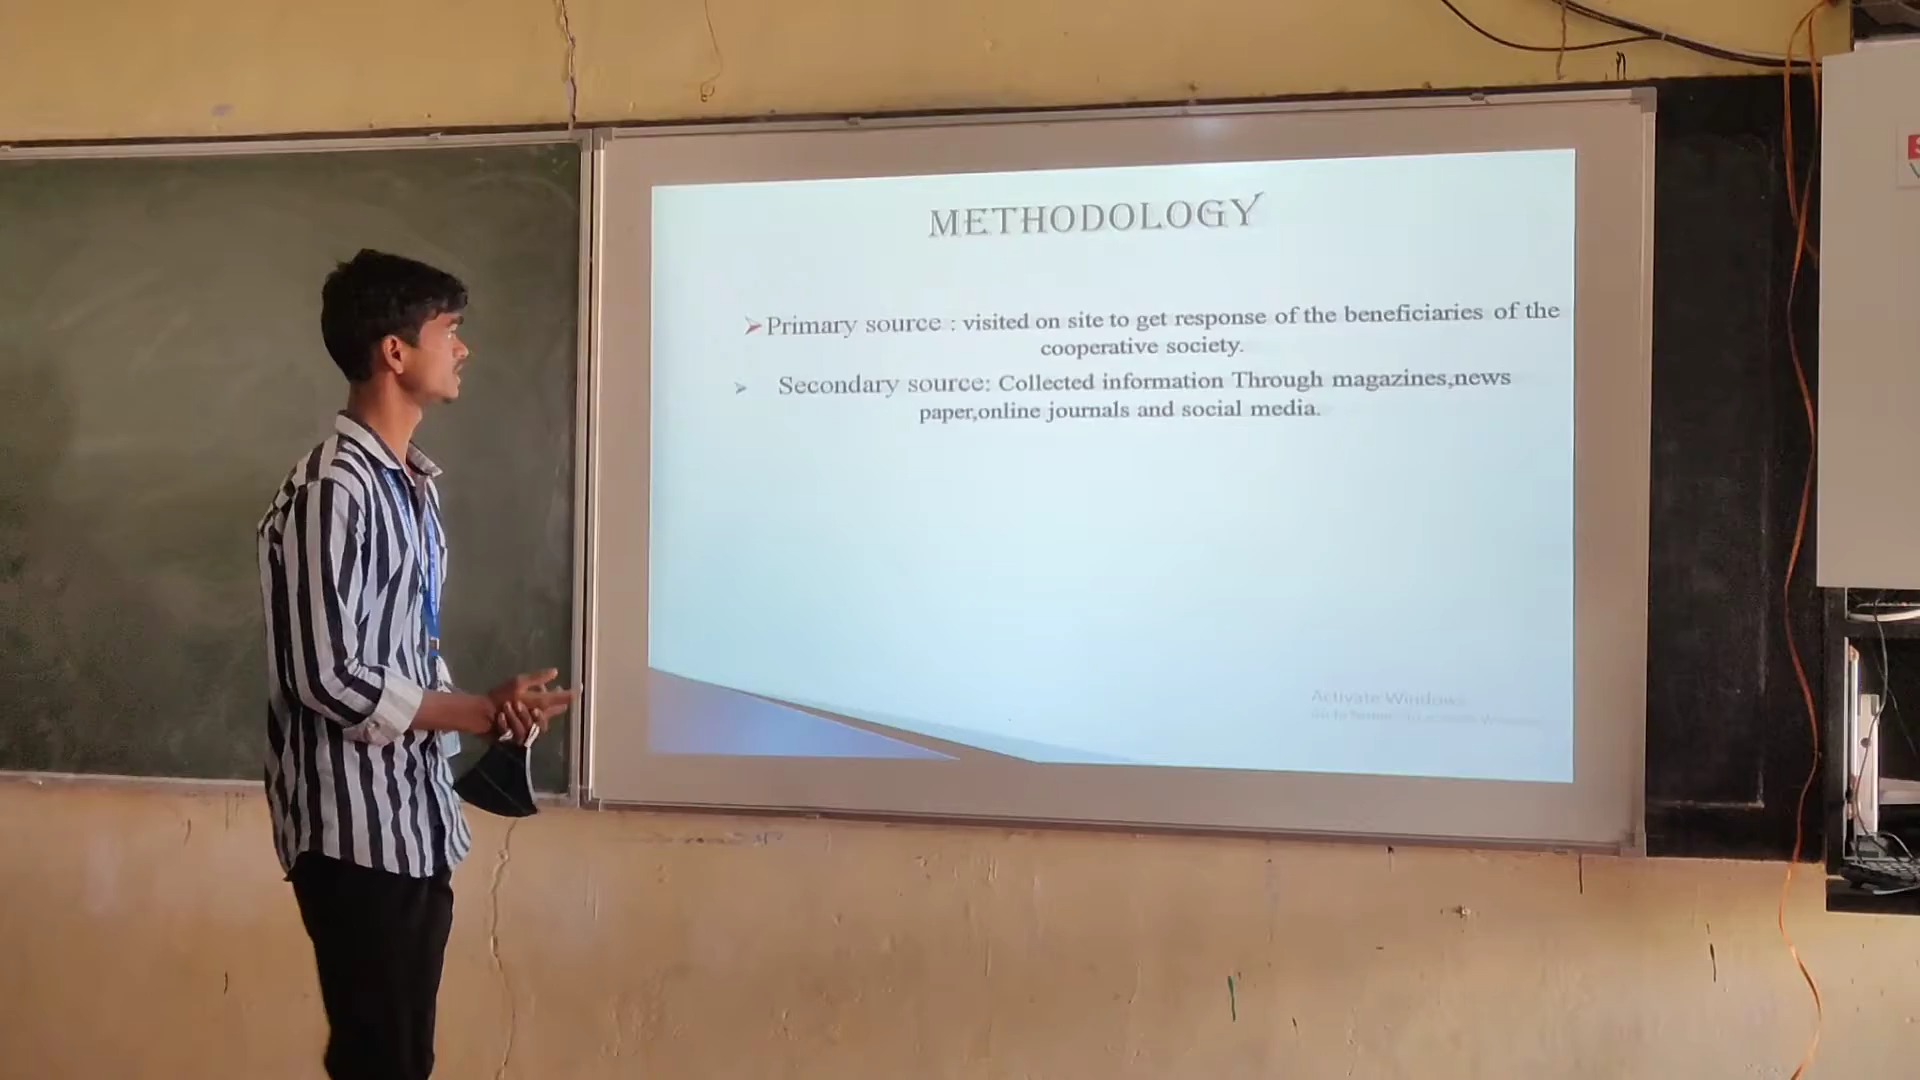 METHODOLOGY
➢Primary source : visited on site to get response of the beneficiaries of the
cooperative society.
➢ Secondary source: Collected information Through magazines,news
paper,online journals and social media.
Activate Windows